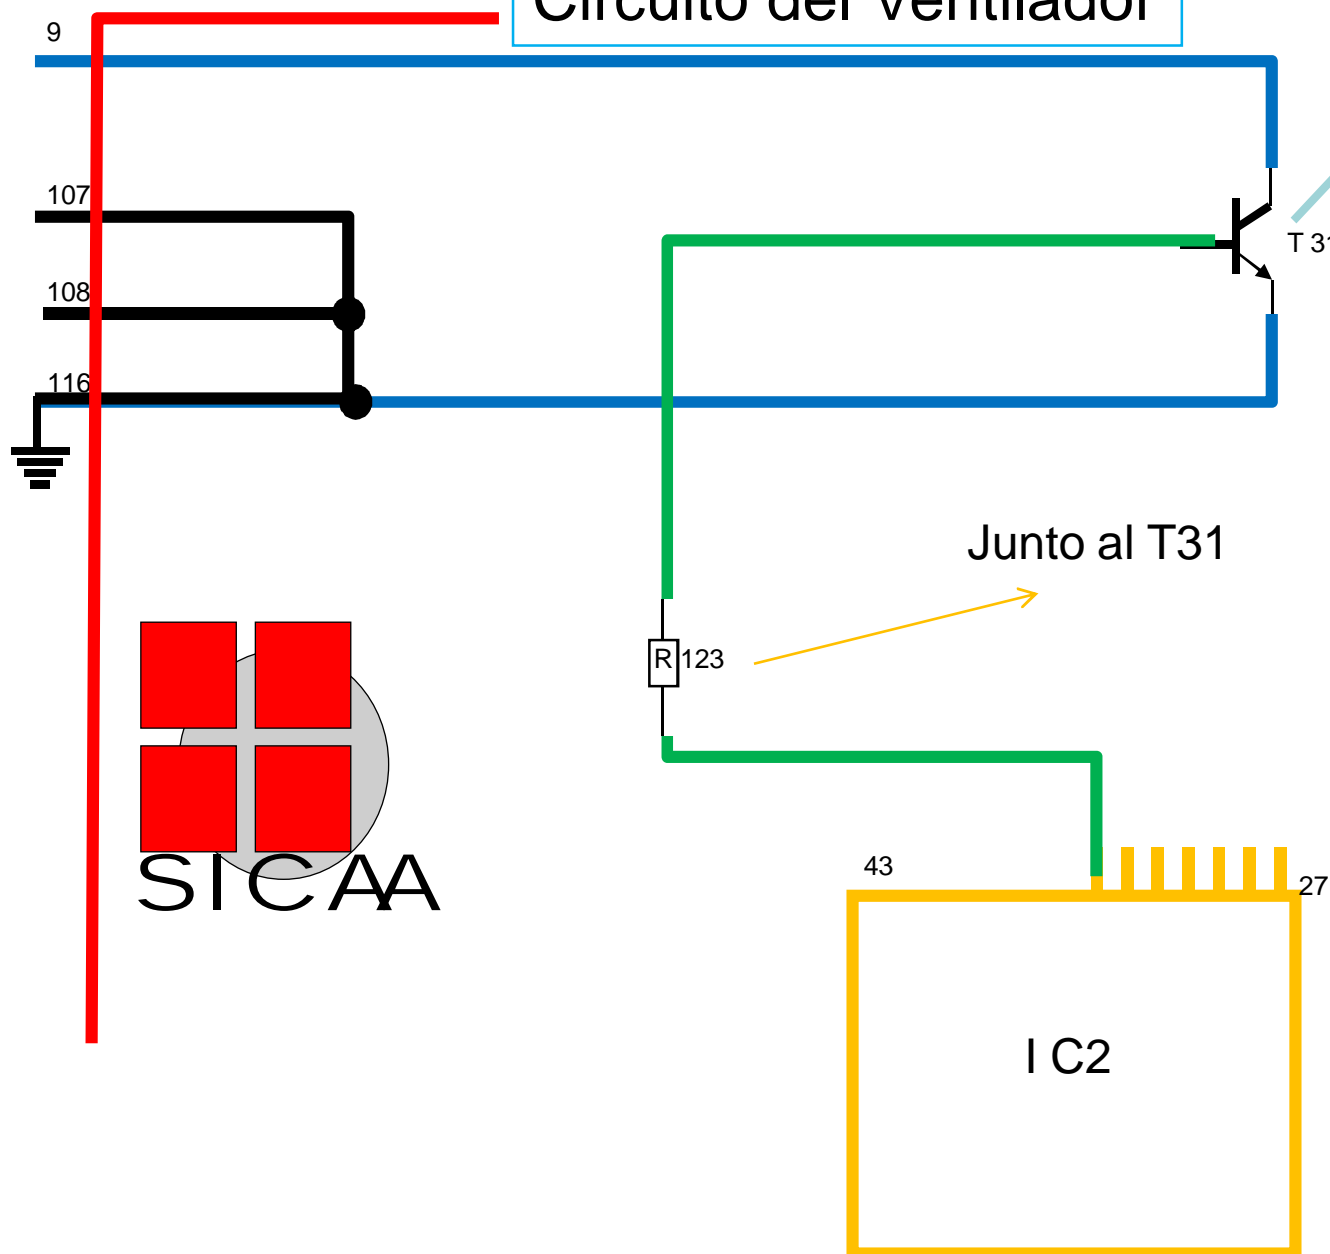 Circuito del ventilador
9
107
T 31
108
116
Junto al T31
R 123
SICAA
43
27
I C2